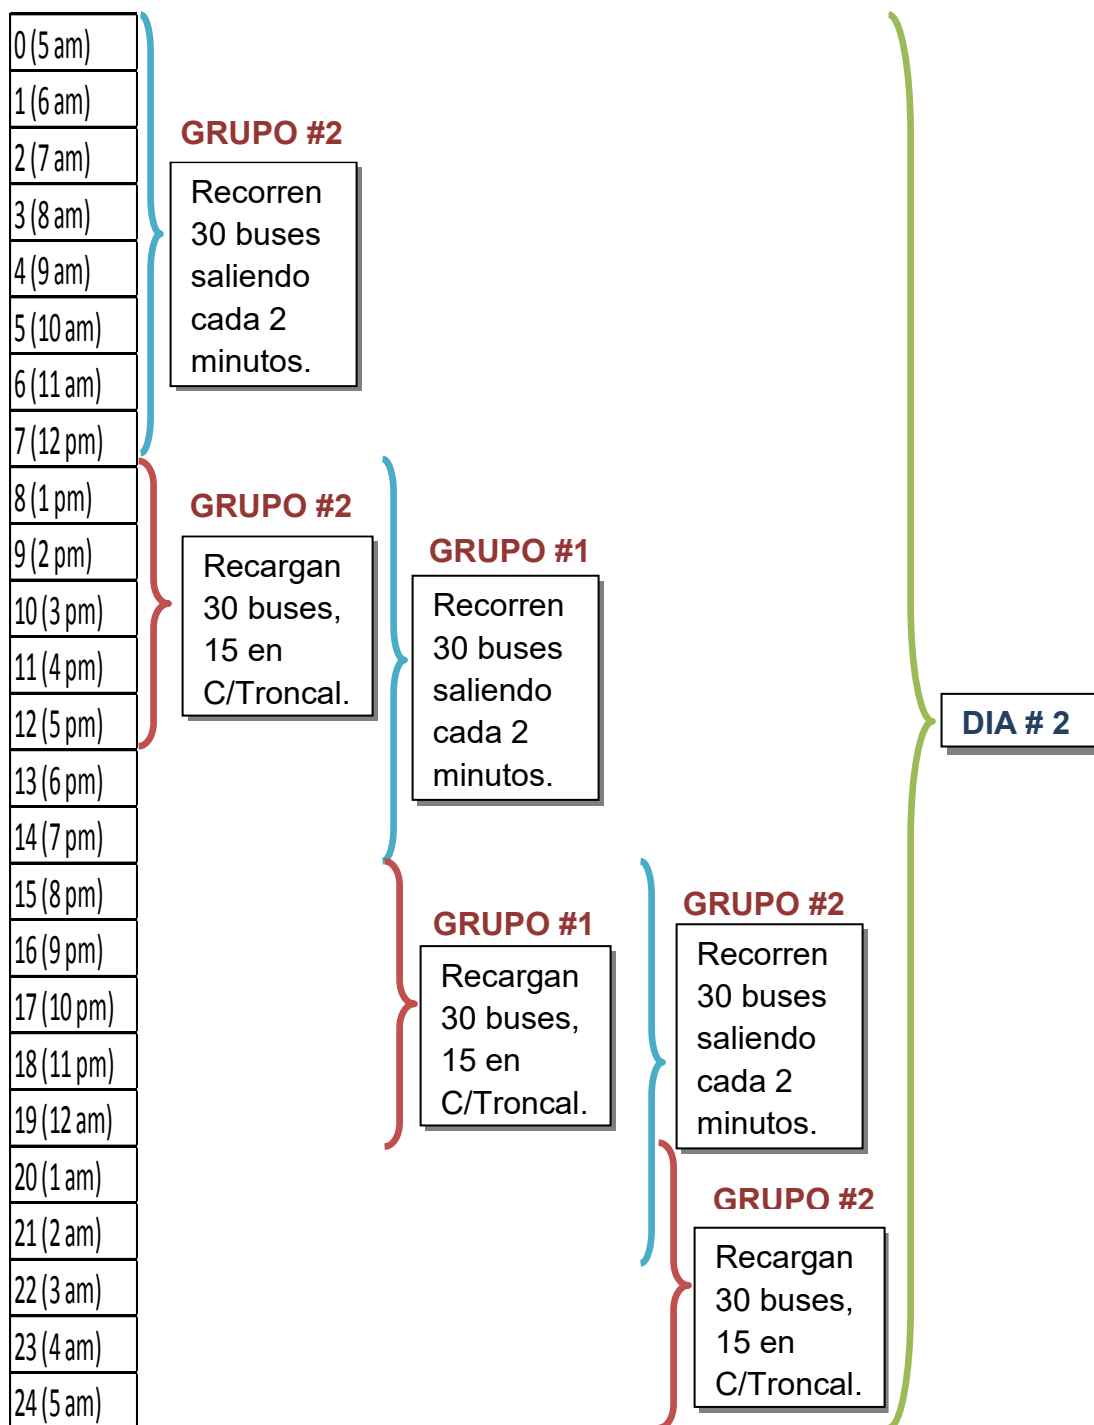 0 (5 am)
1 (6 am)
2 (7 am)
3 (8 am)
4 (9 am)
5 (10 am)
6 (11 am)
7 (12 pm)
8 (1 pm)
9 (2 pm)
10 (3 pm)
11 (4 pm)
12 (5 pm)
13 (6 pm)
14 (7 pm)
15 (8 pm)
16 (9 pm)
17 (10 pm)
18 (11 pm)
19 (12 am)
20 (1 am)
21 (2 am)
22 (3 am)
23 (4 am)
24 (5 am)
GRUPO #2
Recorren
30 buses
saliendo
cada 2
minutos.
GRUPO #2
Recargan
30 buses,
15 en
C/Troncal.
GRUPO #1
Recorren
30 buses
saliendo
cada 2
minutos.
GRUPO #1
Recargan
30 buses,
15 en
C/Troncal.
GRUPO #2
Recorren
30 buses
saliendo
cada 2
minutos.
GRUPO #2
Recargan
30 buses,
15 en
C/Troncal.
DIA # 2